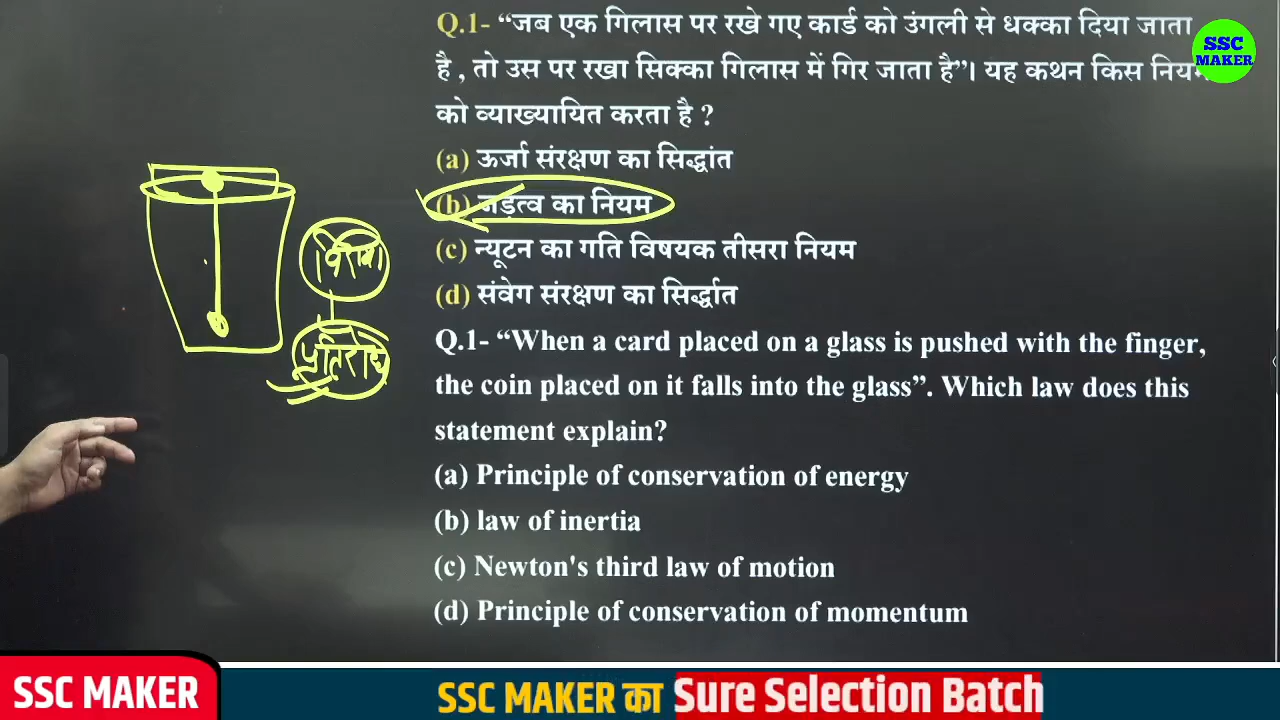 Q.1- “जब एक गिलास पर रखे गए कार्ड को उंगली से धक्का दिया जाता
है , तो उस पर रखा सिक्का गिलास में गिर जाता है”। यह कथन किस नियम
को व्याख्यायित करता है ?
(a) ऊर्जा संरक्षण का सिद्धांत
(b) जड़त्व का नियम
(c) न्यूटन का गति विषयक तीसरा नियम
(d) संवेग संरक्षण का सिर्द्धात
विराम
प्रतिरोध
Q.1- “When a card placed on a glass is pushed with the finger,
the coin placed on it falls into the glass”. Which law does this
statement explain?
(a) Principle of conservation of energy
(b) law of inertia
(c) Newton's third law of motion
(d) Principle of conservation of momentum
SSC
MAKER
SSC MAKER
SSC MAKER का Sure Selection Batch